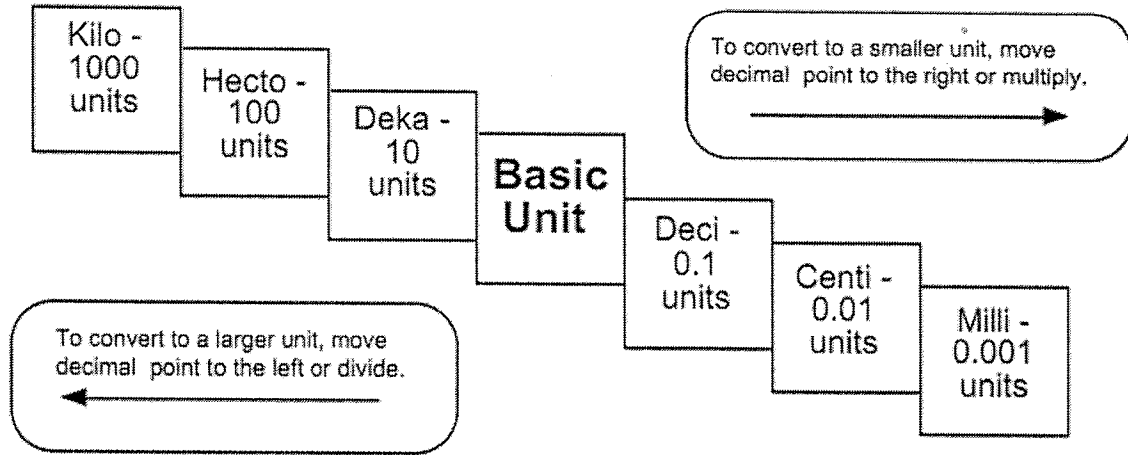 Kilo -
1000
units
Hecto -
100
units
Deka -
10
units
Basic
Unit
Deci -
0.1
units
Centi -
0.01
units
Milli -
0.001
units
To convert to a smaller unit, move
decimal point to the right or multiply.
To convert to a larger unit, move
decimal point to the left or divide.